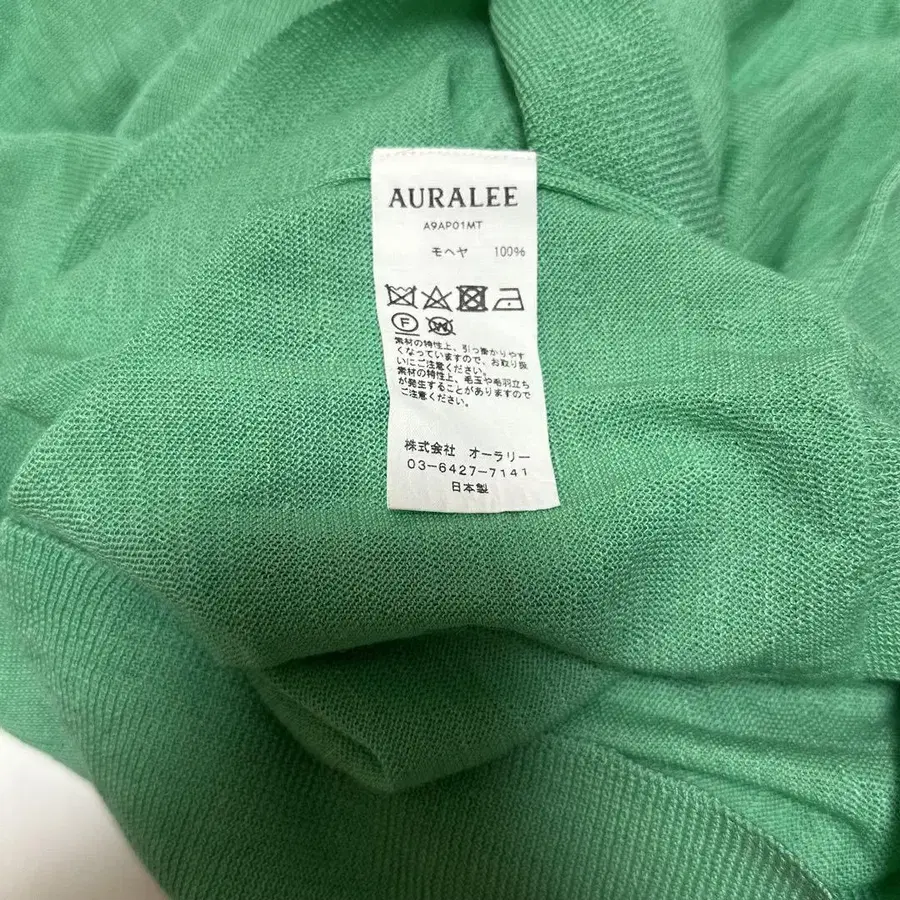 AURALEE
A9AP01MT
モヘヤ 100%
F W
素材の特性上、引っ掛かりやす
くなっていますので、お取り扱
いにご注意ください。
素材の特性上、毛玉や毛羽立ち
が発生することがありますので
ご注意ください。
株式会社 オーラリー
03-6427-7141
日本製